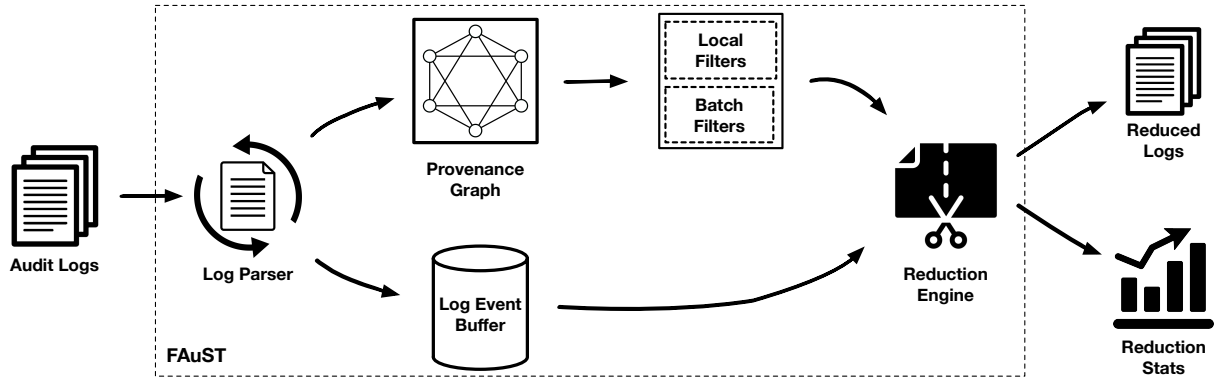 Audit Logs
Log Parser
Provenance
Graph
Local
Filters
Batch
Filters
Log Event
Buffer
Reduction
Engine
Reduced
Logs
Reduction
Stats
FAuST